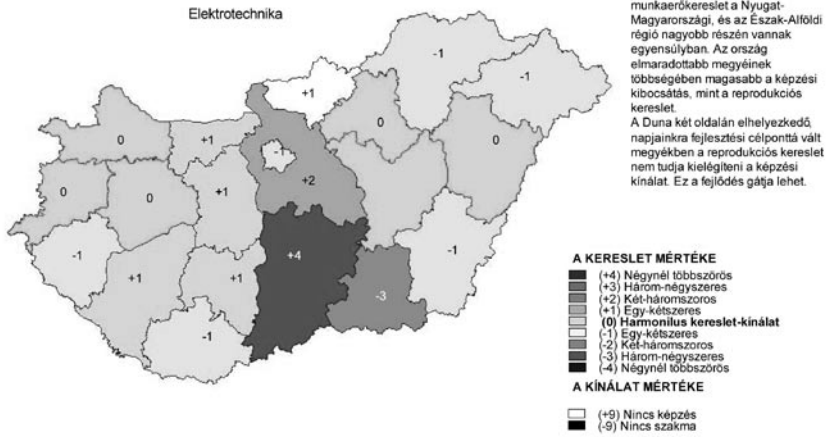 Elektrotechnika
munkaerőkereslet a Nyugat-
Magyarországi, és az Észak-Alföldi
régió nagyobb részén vannak
egyensúlyban. Az ország
elmaradottabb megyéinek
többségében magasabb a képzési
kibocsátás, mint a reprodukciós
kereslet.
A Duna két oldalán elhelyezkedő,
napjainkra fejlesztési célponttá vált
megyékben a reprodukciós kereslet
nem tudja kielégíteni a képzési
kínálat. Ez a fejlődés gátja lehet.
-1
-1
+1
0
0
+1
0
-1
+2
0
0
+1
-1
+4
-1
+1
+1
-3
-1
A KERESLET MÉRTÉKE
(+4) Négynél többszörös
(+3) Három-négyszeres
(+2) Két-háromszoros
(+1) Egy-kétszeres
(0) Harmonilus kereslet-kínálat
(-1) Egy-kétszeres
(-2) Két-háromszoros
(-3) Három-négyszeres
(-4) Négynél többszörös
A KÍNÁLAT MÉRTÉKE
(+9) Nincs képzés
(-9) Nincs szakma